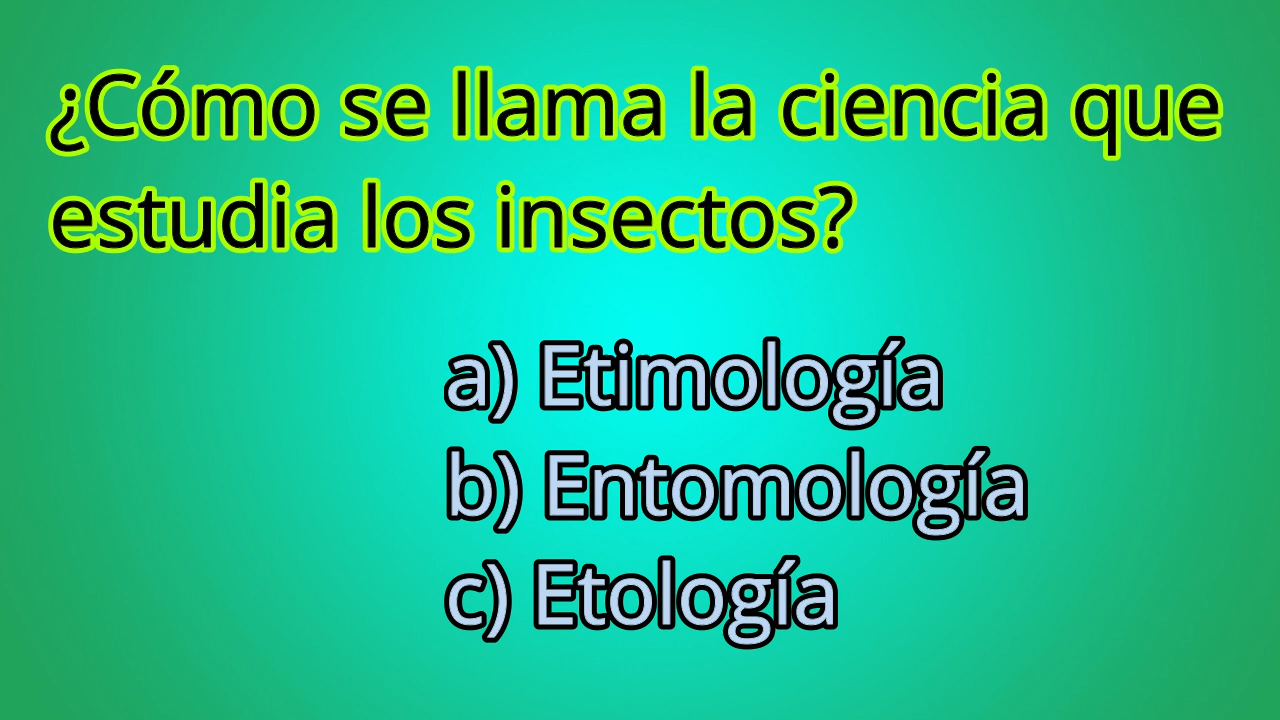 ¿Cómo se llama la ciencia que
estudia los insectos?
a) Etimología
b) Entomología
c) Etología